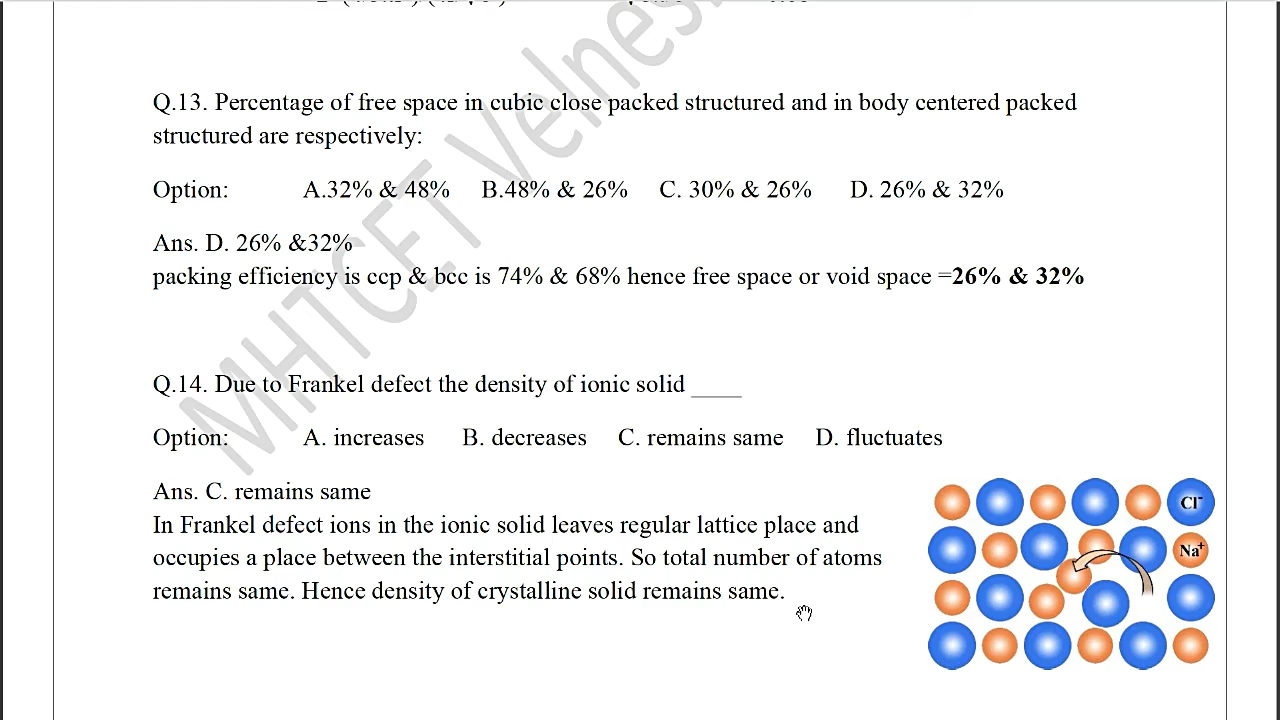 Q.13. Percentage of free space in cubic close packed structured and in body centered packed
structured are respectively:
Option: A.32% & 48% B.48% & 26% C. 30% & 26% D. 26% & 32%
Ans. D. 26% &32%
packing efficiency is ccp & bcc is 74% & 68% hence free space or void space =26% & 32%
Q.14. Due to Frankel defect the density of ionic solid ____
Option: A. increases B. decreases C. remains same D. fluctuates
Ans. C. remains same
In Frankel defect ions in the ionic solid leaves regular lattice place and
occupies a place between the interstitial points. So total number of atoms
remains same. Hence density of crystalline solid remains same.
Cl⁻
Na⁺
MHTCET